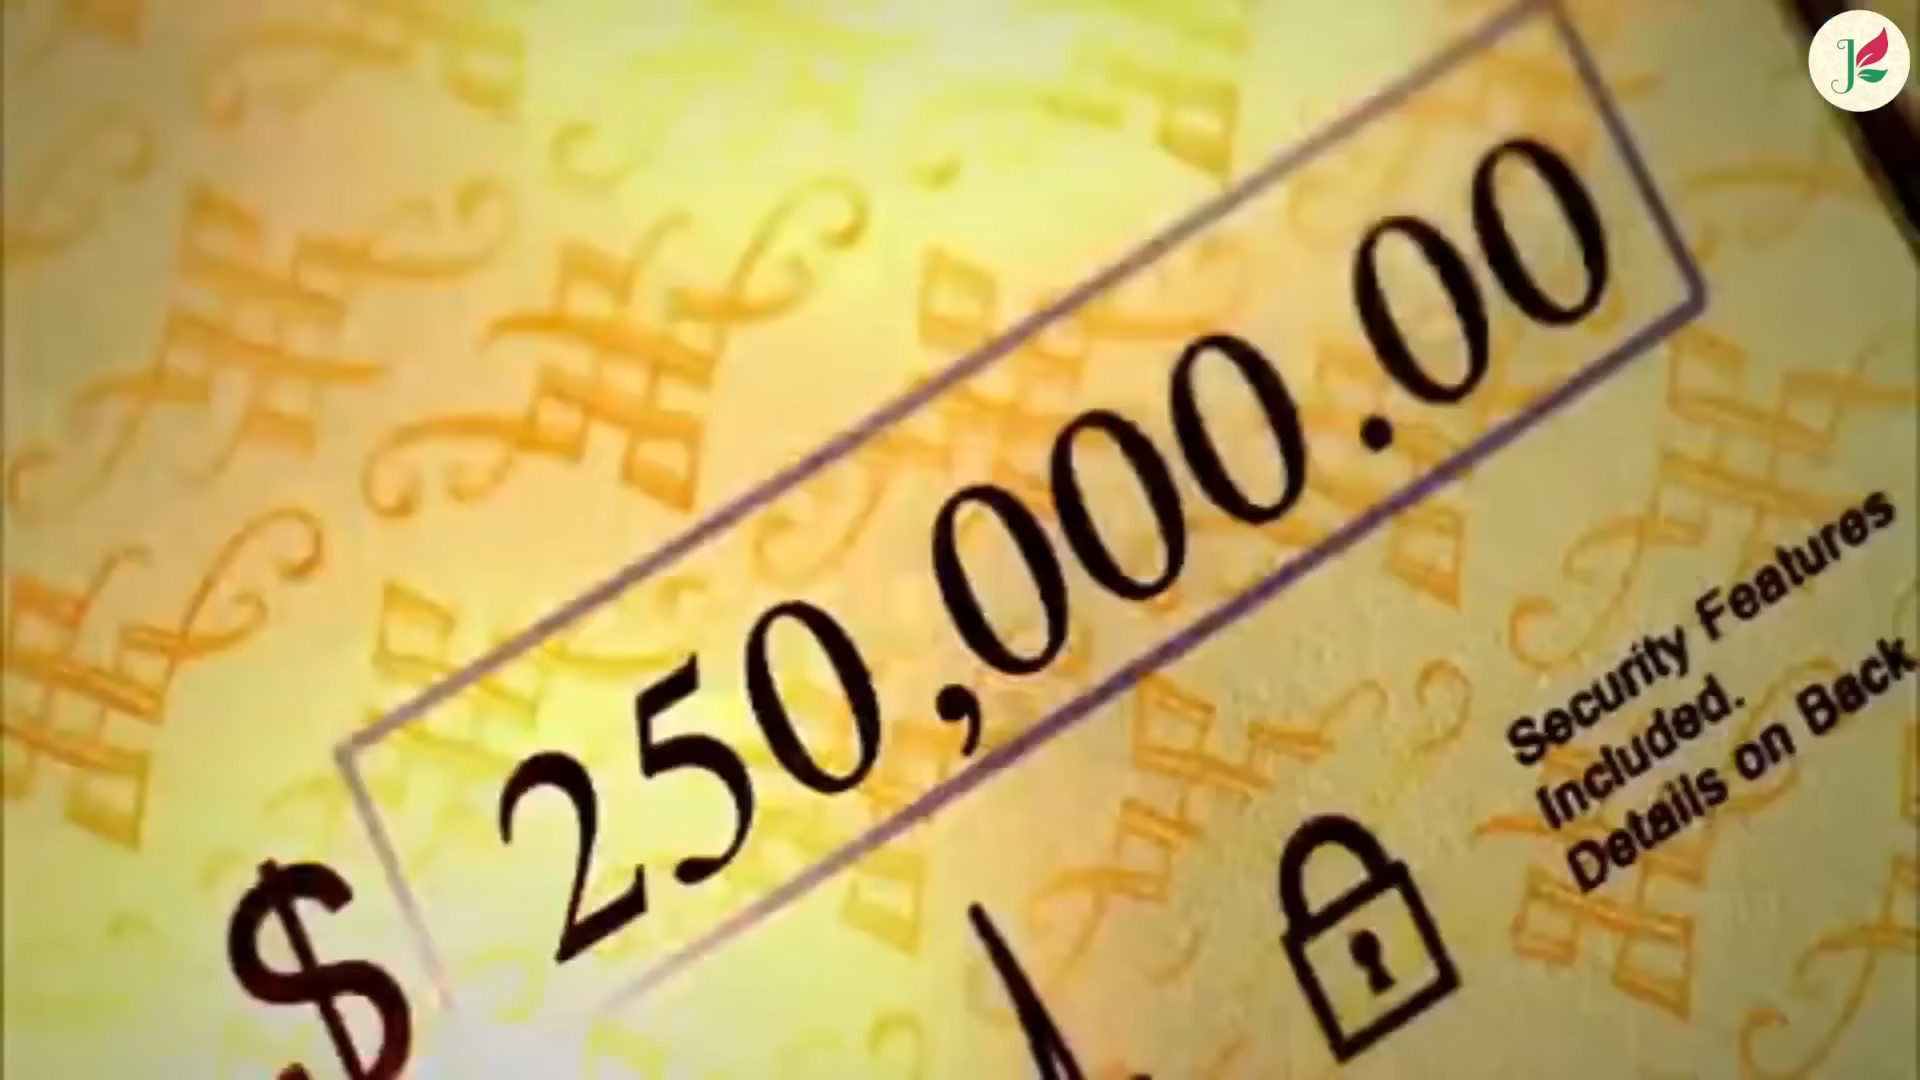 $ 250,000.00
Security Features
Included.
Details on Back